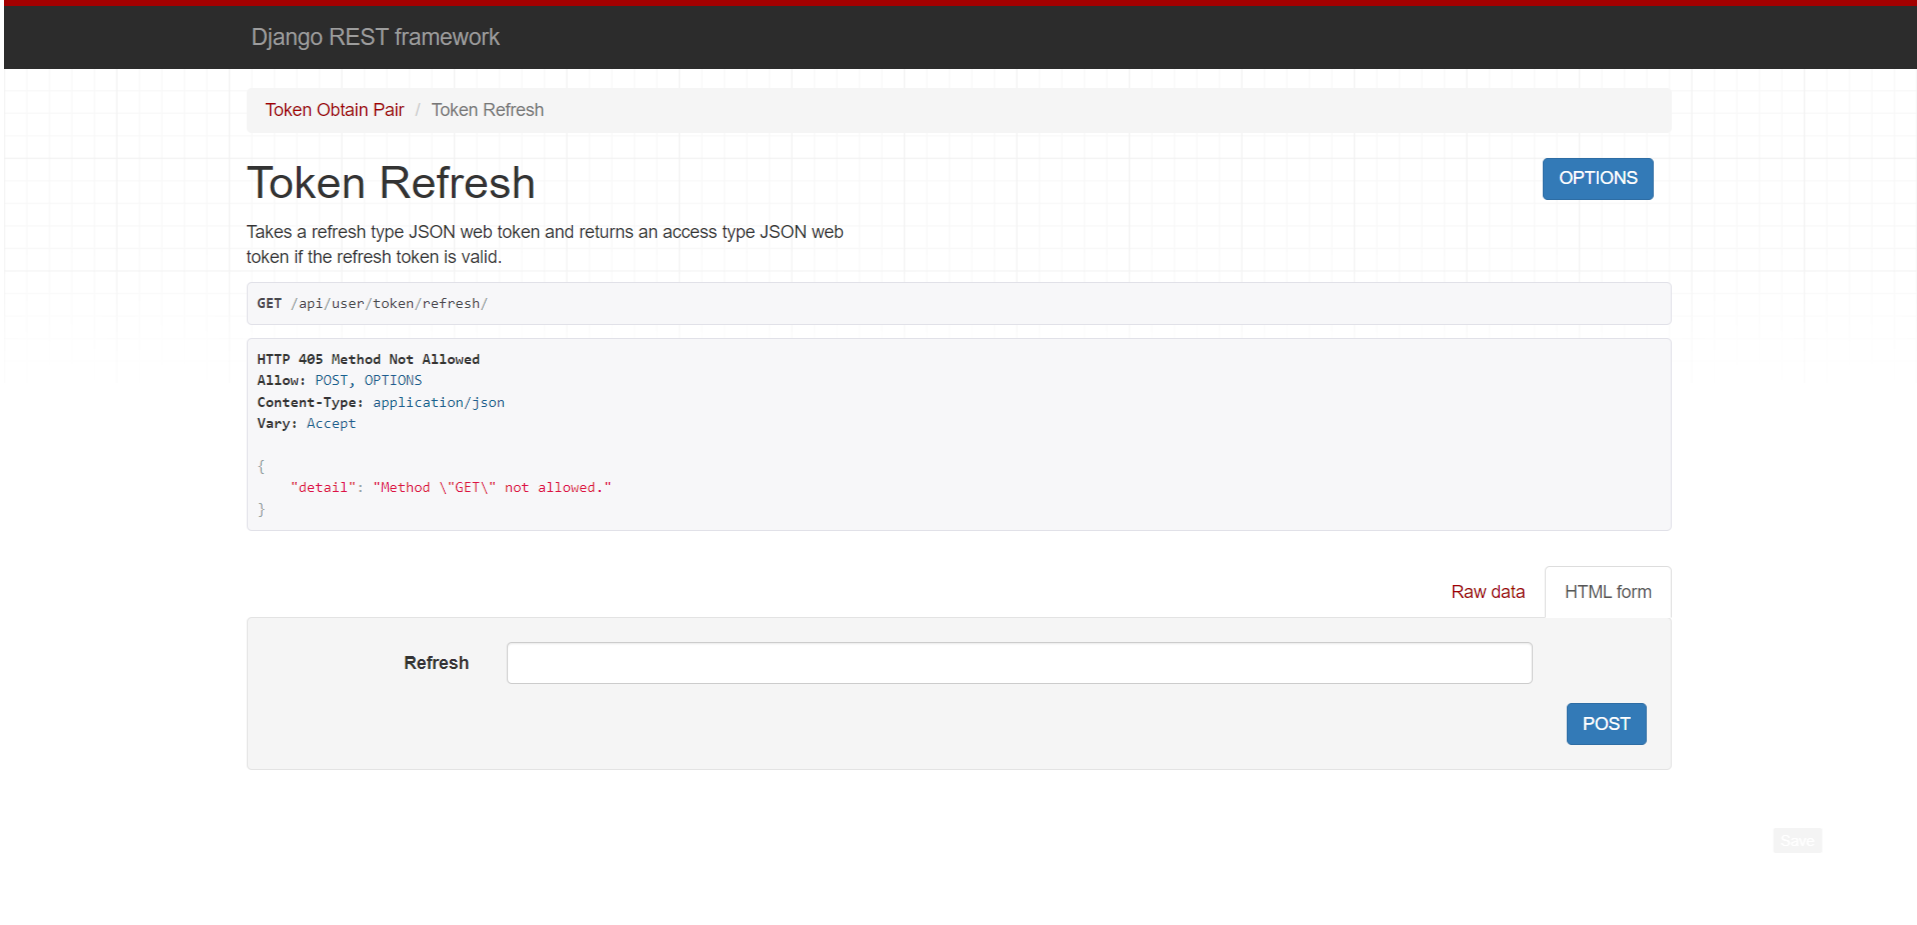 Django REST framework
Token Obtain Pair / Token Refresh
Token Refresh
OPTIONS
Takes a refresh type JSON web token and returns an access type JSON web
token if the refresh token is valid.
GET /api/user/token/refresh/
HTTP 405 Method Not Allowed
Allow: POST, OPTIONS
Content-Type: application/json
Vary: Accept
{
    "detail": "Method \"GET\" not allowed."
}
Raw data
HTML form
Refresh
POST
Save